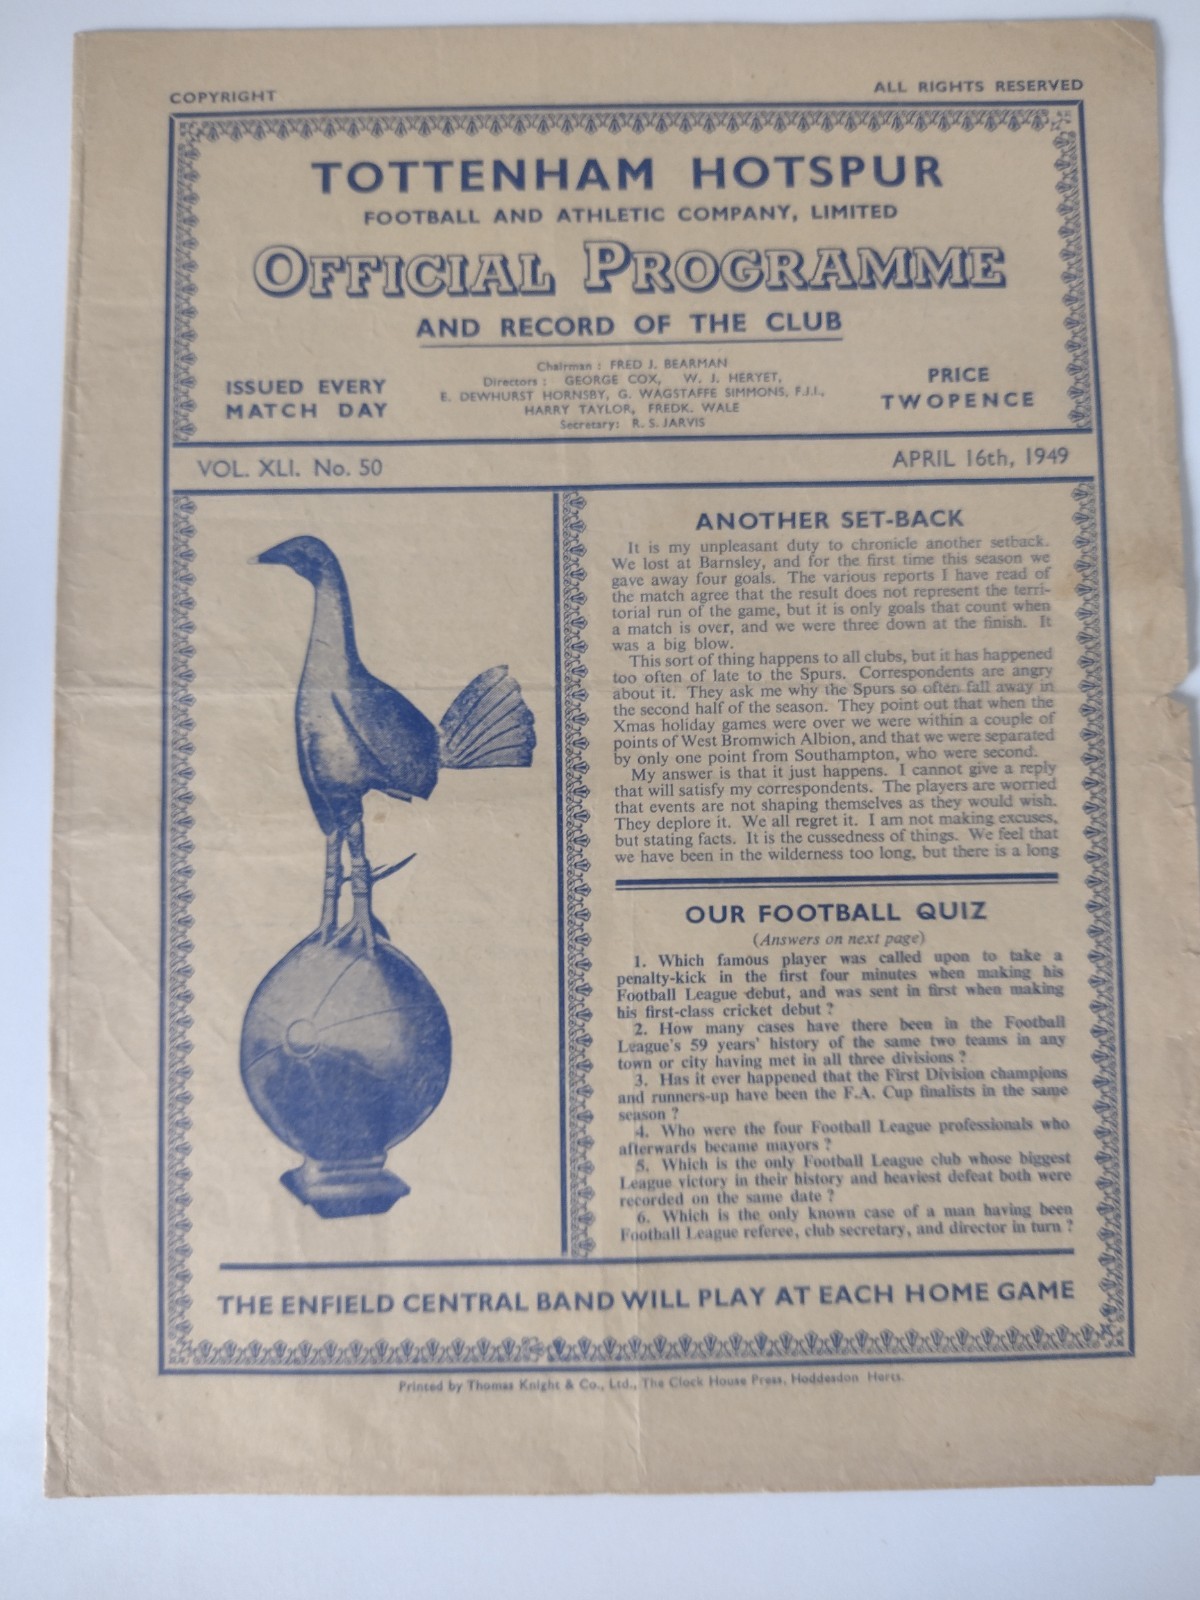 COPYRIGHT
ALL RIGHTS RESERVED
TOTTENHAM HOTSPUR
FOOTBALL AND ATHLETIC COMPANY, LIMITED
OFFICIAL PROGRAMME
AND RECORD OF THE CLUB
ISSUED EVERY
MATCH DAY
Chairman : FRED J. BEARMAN
Directors : GEORGE COX, W. J. HERYET,
E. DEWHURST HORNSBY, G. WAGSTAFFE SIMMONS, F.J.I.,
HARRY TAYLOR, FREDK. WALE
Secretary: R. S. JARVIS
PRICE
TWOPENCE
VOL. XLI. No. 50
APRIL 16th, 1949
ANOTHER SET-BACK
It is my unpleasant duty to chronicle another setback.
We lost at Barnsley, and for the first time this season we
gave away four goals. The various reports I have read of
the match agree that the result does not represent the terri-
torial run of the game, but it is only goals that count when
a match is over, and we were three down at the finish. It
was a big blow.
This sort of thing happens to all clubs, but it has happened
too often of late to the Spurs. Correspondents are angry
about it. They ask me why the Spurs so often fall away in
the second half of the season. They point out that when the
Xmas holiday games were over we were within a couple of
points of West Bromwich Albion, and that we were separated
by only one point from Southampton, who were second.
My answer is that it just happens. I cannot give a reply
that will satisfy my correspondents. The players are worried
that events are not shaping themselves as they would wish.
They deplore it. We all regret it. I am not making excuses,
but stating facts. It is the cussedness of things. We feel that
we have been in the wilderness too long, but there is a long
OUR FOOTBALL QUIZ
(Answers on next page)
1. Which famous player was called upon to take a
penalty-kick in the first four minutes when making his
Football League debut, and was sent in first when making
his first-class cricket debut ?
2. How many cases have there been in the Football
League's 59 years' history of the same two teams in any
town or city having met in all three divisions ?
3. Has it ever happened that the First Division champions
and runners-up have been the F.A. Cup finalists in the same
season ?
4. Who were the four Football League professionals who
afterwards became mayors ?
5. Which is the only Football League club whose biggest
League victory in their history and heaviest defeat both were
recorded on the same date ?
6. Which is the only known case of a man having been
Football League referee, club secretary, and director in turn ?
THE ENFIELD CENTRAL BAND WILL PLAY AT EACH HOME GAME
Printed by Thomas Knight & Co., Ltd., The Clock House Press, Hoddesdon Herts.